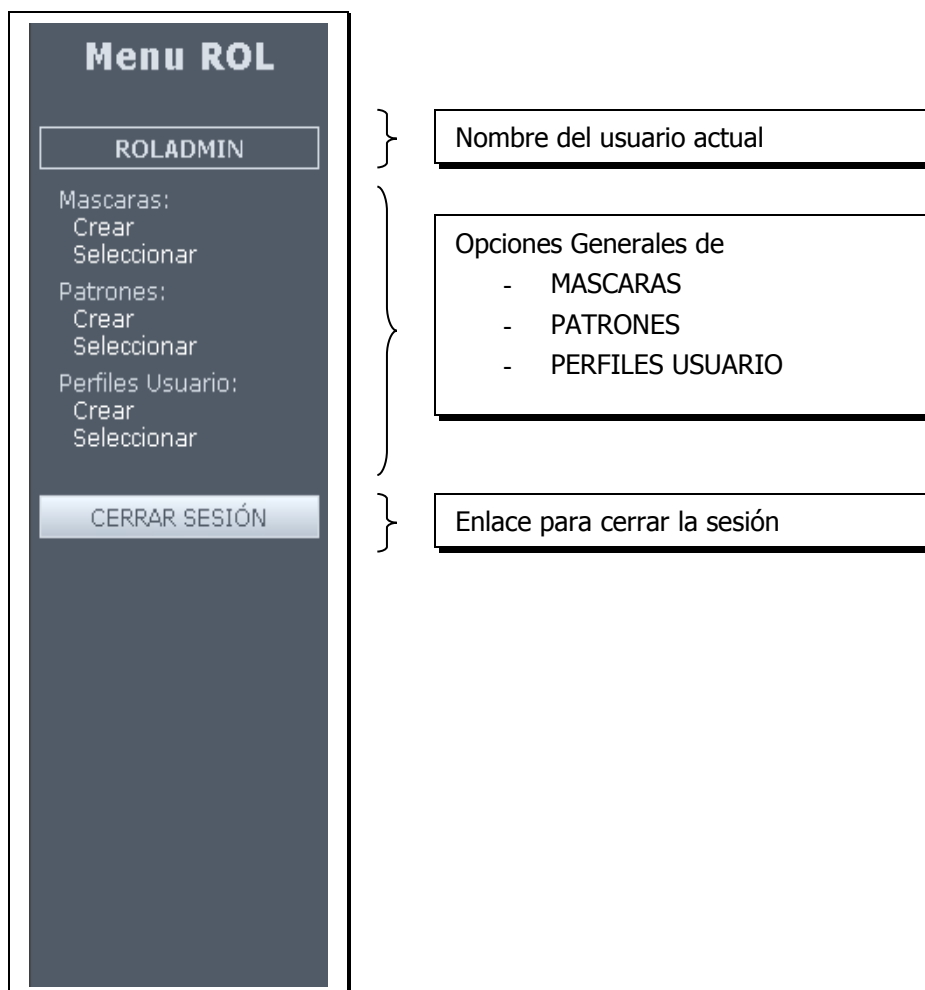 Menu ROL
ROLADMIN
Mascaras:
Crear
Seleccionar
Patrones:
Crear
Seleccionar
Perfiles Usuario:
Crear
Seleccionar
CERRAR SESIÓN
Nombre del usuario actual
Opciones Generales de
- MASCARAS
- PATRONES
- PERFILES USUARIO
Enlace para cerrar la sesión